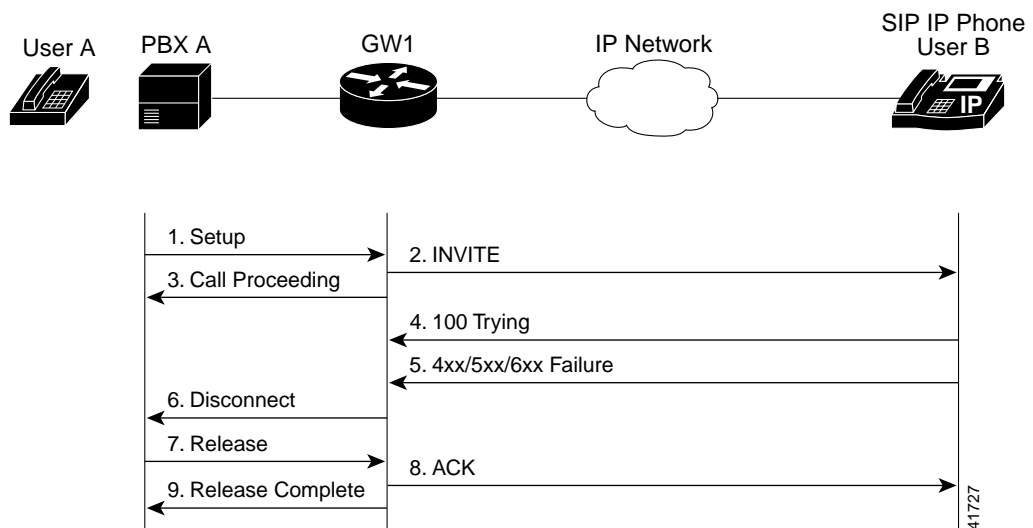 User A
PBX A
GW1
IP Network
SIP IP Phone
User B
IP
1. Setup
2. INVITE
3. Call Proceeding
4. 100 Trying
5. 4xx/5xx/6xx Failure
6. Disconnect
7. Release
8. ACK
9. Release Complete
41727